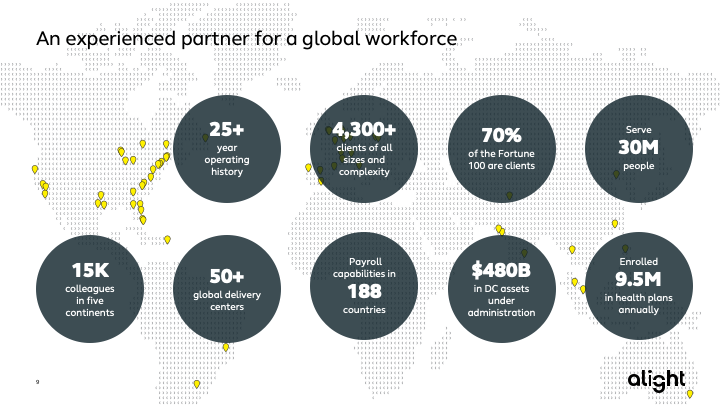 An experienced partner for a global workforce
25+
year
operating
history
4,300+
clients of all
sizes and
complexity
70%
of the Fortune
100 are clients
Serve
30M
people
15K
colleagues
in five
continents
50+
global delivery
centers
Payroll
capabilities in
188
countries
$480B
in DC assets
under
administration
Enrolled
9.5M
in health plans
annually
9
alight